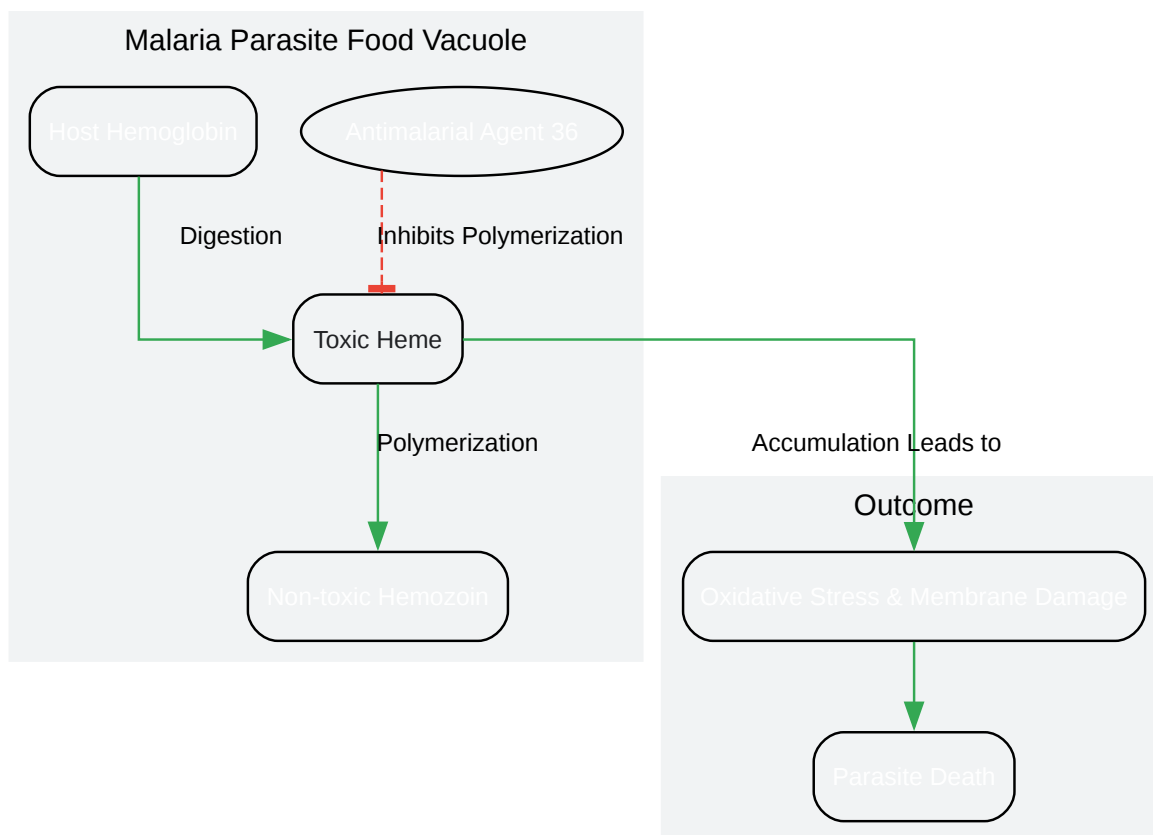 Malaria Parasite Food Vacuole
Host Hemoglobin
Antimalarial Agent 36
Digestion
Inhibits Polymerization
Toxic Heme
Polymerization
Accumulation Leads to
Outcome
Non-toxic Hemozoin
Oxidative Stress & Membrane Damage
Parasite Death